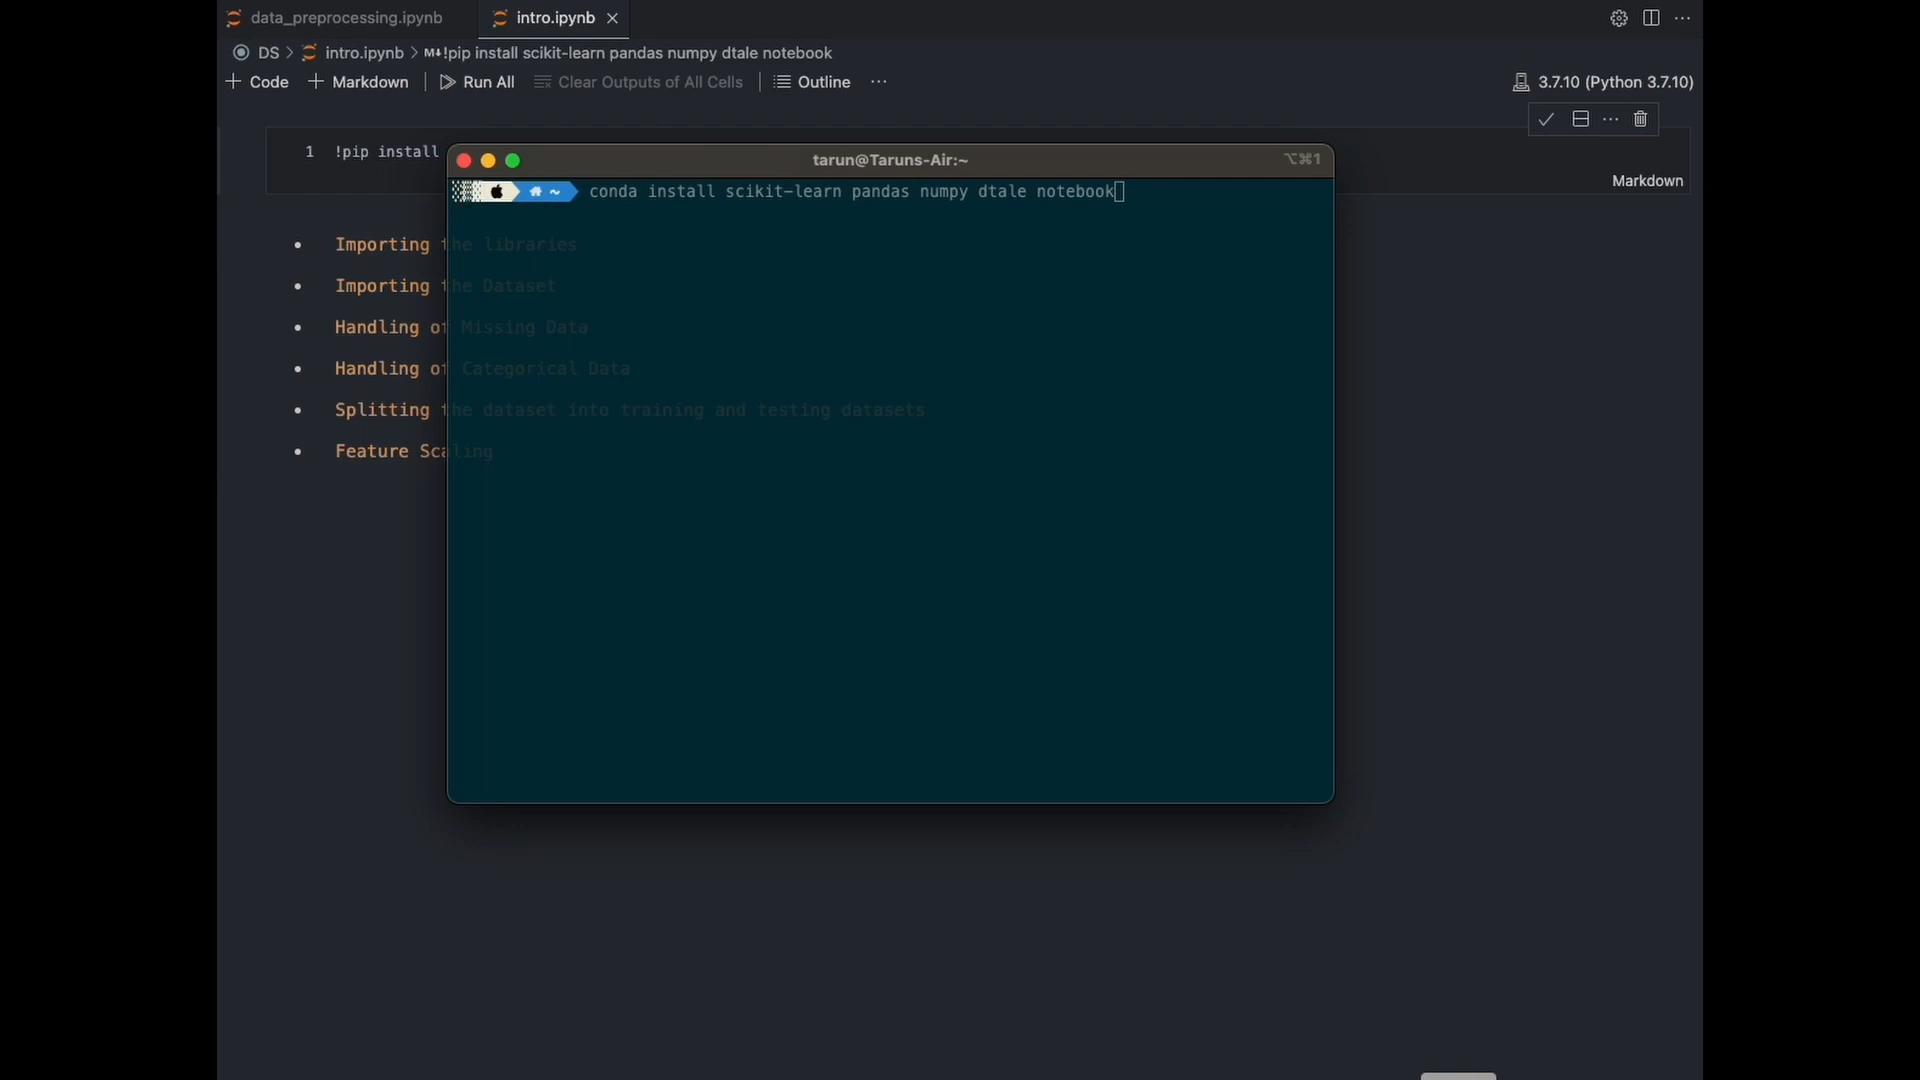 data_preprocessing.ipynb
intro.ipynb
DS > intro.ipynb > M↓!pip install scikit-learn pandas numpy dtale notebook
+ Code + Markdown Run All Clear Outputs of All Cells Outline ··· 3.7.10 (Python 3.7.10)
1 !pip install
Markdown
tarun@Taruns-Air:~ ⌥⌘1
~ conda install scikit-learn pandas numpy dtale notebook
• Importing the libraries
• Importing the Dataset
• Handling of Missing Data
• Handling of Categorical Data
• Splitting the dataset into training and testing datasets
• Feature Scaling